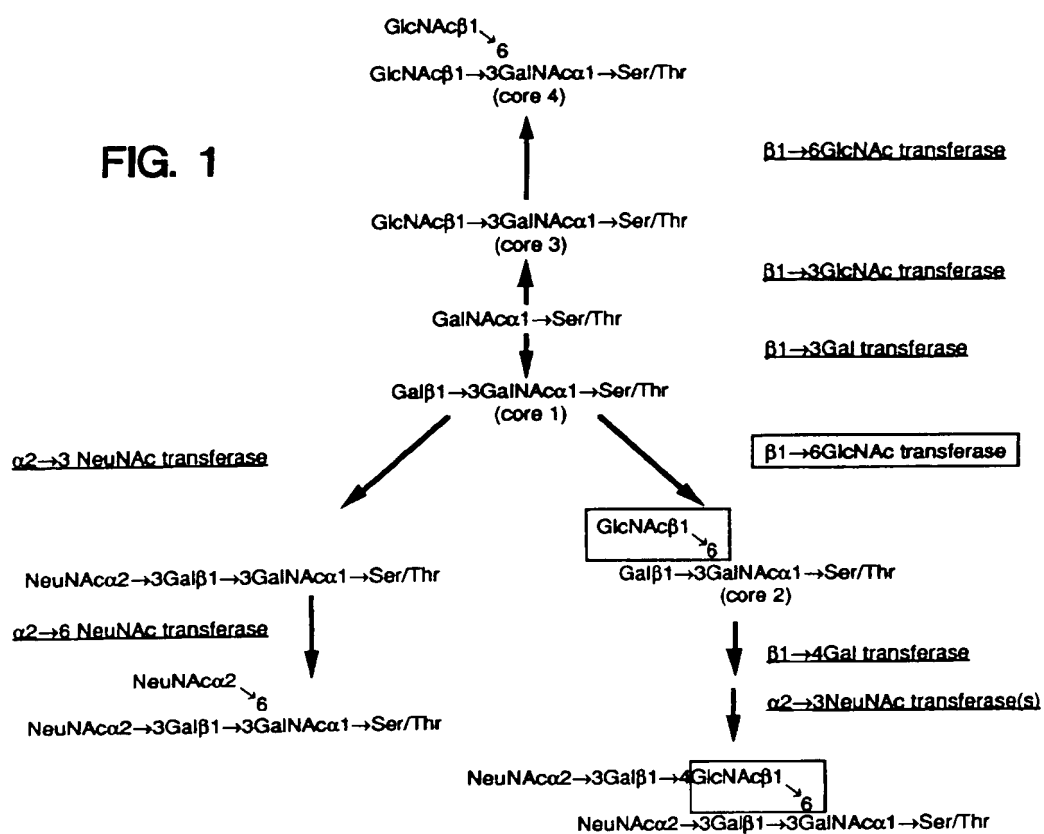 GlcNAcβ1
↘6
GlcNAcβ1→3GalNAcα1→Ser/Thr
(core 4)
FIG. 1
β1→6GlcNAc transferase
GlcNAcβ1→3GalNAcα1→Ser/Thr
(core 3)
β1→3GlcNAc transferase
GalNAcα1→Ser/Thr
β1→3Gal transferase
Galβ1→3GalNAcα1→Ser/Thr
(core 1)
α2→3 NeuNAc transferase
β1→6GlcNAc transferase
GlcNAcβ1
↘6
Galβ1→3GalNAcα1→Ser/Thr
(core 2)
NeuNAcα2→3Galβ1→3GalNAcα1→Ser/Thr
α2→6 NeuNAc transferase
β1→4Gal transferase
NeuNAcα2
↘6
NeuNAcα2→3Galβ1→3GalNAcα1→Ser/Thr
α2→3NeuNAc transferase(s)
NeuNAcα2→3Galβ1→4GlcNAcβ1
↘6
NeuNAcα2→3Galβ1→3GalNAcα1→Ser/Thr